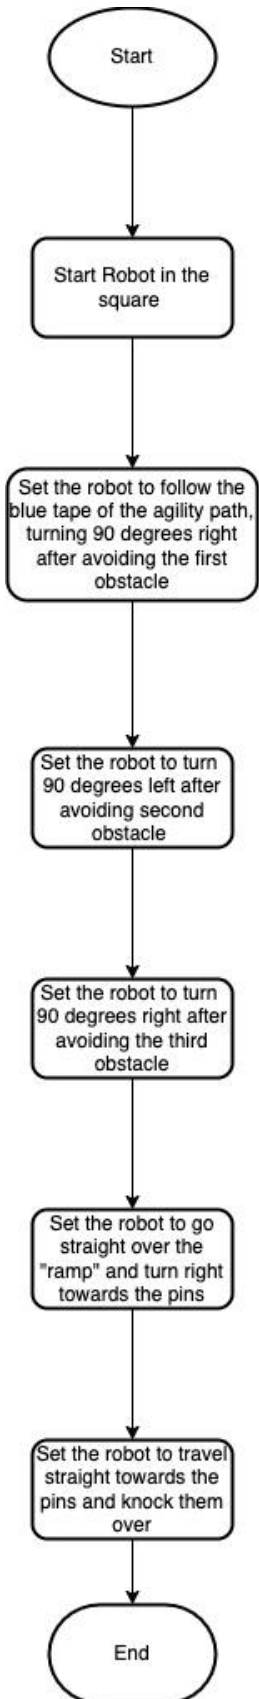 Start
Start Robot in the
square
Set the robot to follow the
blue tape of the agility path,
turning 90 degrees right
after avoiding the first
obstacle
Set the robot to turn
90 degrees left after
avoiding second
obstacle
Set the robot to turn
90 degrees right after
avoiding the third
obstacle
Set the robot to go
straight over the
"ramp" and turn right
towards the pins
Set the robot to travel
straight towards the
pins and knock them
over
End